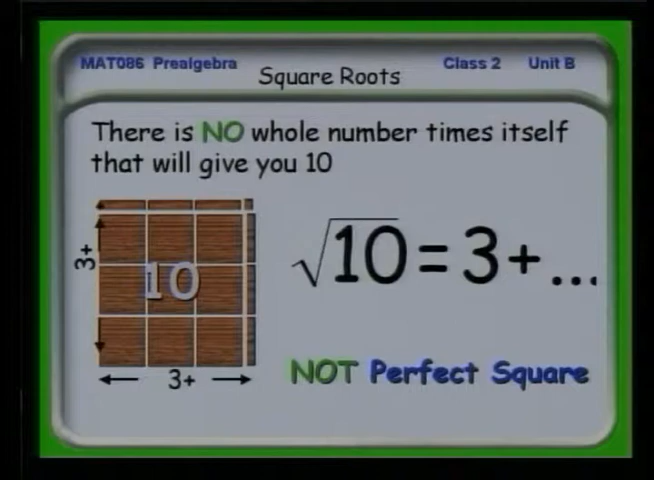 MAT086 Prealgebra
Square Roots
Class 2 Unit B
There is NO whole number times itself
that will give you 10
3+
10
√10 = 3+...
3+
NOT Perfect Square